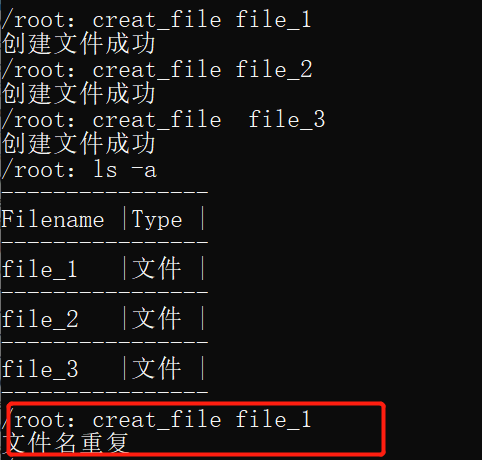 /root: creat_file file_1
创建文件成功
/root: creat_file file_2
创建文件成功
/root: creat_file  file_3
创建文件成功
/root: ls -a
----------------
Filename |Type |
----------------
file_1   |文件 |
----------------
file_2   |文件 |
----------------
file_3   |文件 |
----------------
/root: creat_file file_1
文件名重复